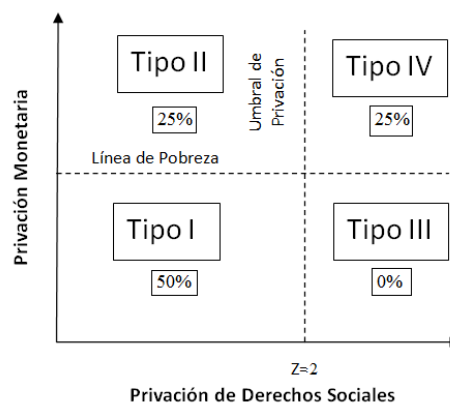 Privación Monetaria
Tipo II
25%
Umbral de
Privación
Tipo IV
25%
Línea de Pobreza
Tipo I
50%
Tipo III
0%
Z=2
Privación de Derechos Sociales